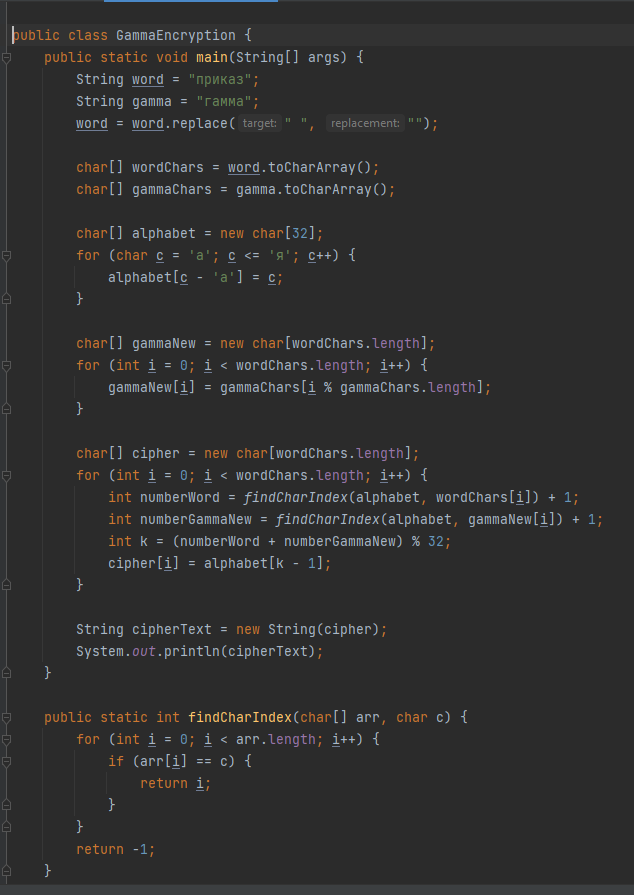 public class GammaEncryption {
    public static void main(String[] args) {
        String word = "приказ";
        String gamma = "гамма";
        word = word.replace( target: " ", replacement: "");

        char[] wordChars = word.toCharArray();
        char[] gammaChars = gamma.toCharArray();

        char[] alphabet = new char[32];
        for (char c = 'а'; c <= 'я'; c++) {
            alphabet[c - 'а'] = c;
        }

        char[] gammaNew = new char[wordChars.length];
        for (int i = 0; i < wordChars.length; i++) {
            gammaNew[i] = gammaChars[i % gammaChars.length];
        }

        char[] cipher = new char[wordChars.length];
        for (int i = 0; i < wordChars.length; i++) {
            int numberWord = findCharIndex(alphabet, wordChars[i]) + 1;
            int numberGammaNew = findCharIndex(alphabet, gammaNew[i]) + 1;
            int k = (numberWord + numberGammaNew) % 32;
            cipher[i] = alphabet[k - 1];
        }

        String cipherText = new String(cipher);
        System.out.println(cipherText);
    }

    public static int findCharIndex(char[] arr, char c) {
        for (int i = 0; i < arr.length; i++) {
            if (arr[i] == c) {
                return i;
            }
        }
        return -1;
    }